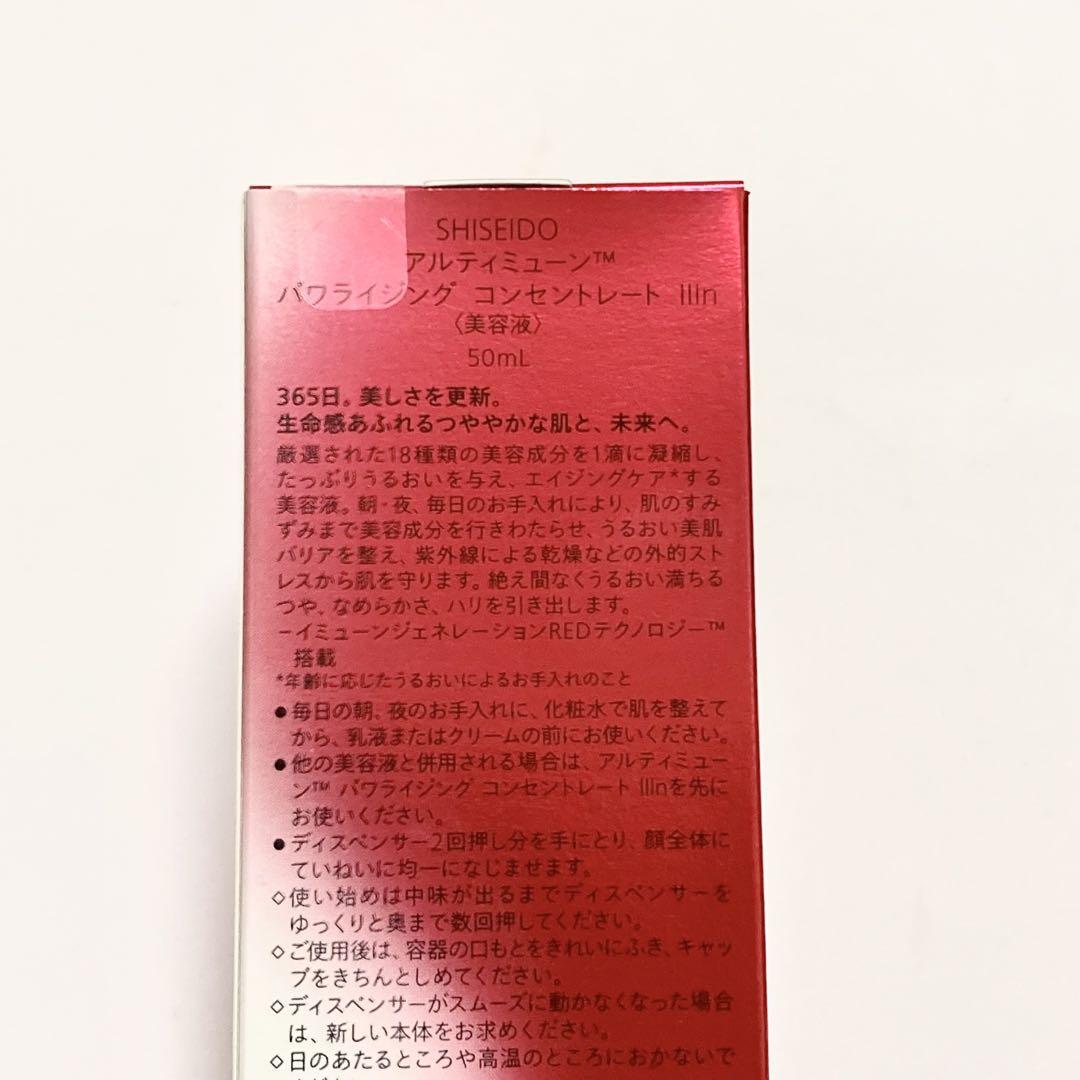 SHISEIDO
アルティミューン™
パワライジング コンセントレート IIIn
〈美容液〉
50mL
365日。美しさを更新。
生命感あふれるつややかな肌と、未来へ。
厳選された18種類の美容成分を1滴に凝縮し、
たっぷりうるおいを与え、エイジングケア*する
美容液。朝・夜、毎日のお手入れにより、肌のすみ
ずみまで美容成分を行きわたらせ、うるおい美肌
バリアを整え、紫外線による乾燥などの外的スト
レスから肌を守ります。絶え間なくうるおい満ちる
つや、なめらかさ、ハリを引き出します。
−イミューンジェネレーションREDテクノロジー™
搭載
*年齢に応じたうるおいによるお手入れのこと
●毎日の朝、夜のお手入れに、化粧水で肌を整えて
から、乳液またはクリームの前にお使いください。
●他の美容液と併用される場合は、アルティミュー
ン™ パワライジング コンセントレート IIInを先に
お使いください。
●ディスペンサー2回押し分を手にとり、顔全体に
ていねいに均一になじませます。
◇使い始めは中味が出るまでディスペンサーを
ゆっくりと奥まで数回押してください。
◇ご使用後は、容器の口もとをきれいにふき、キャッ
プをきちんとしめてください。
◇ディスペンサーがスムーズに動かなくなった場合
は、新しい本体をお求めください。
◇日のあたるところや高温のところにおかないで